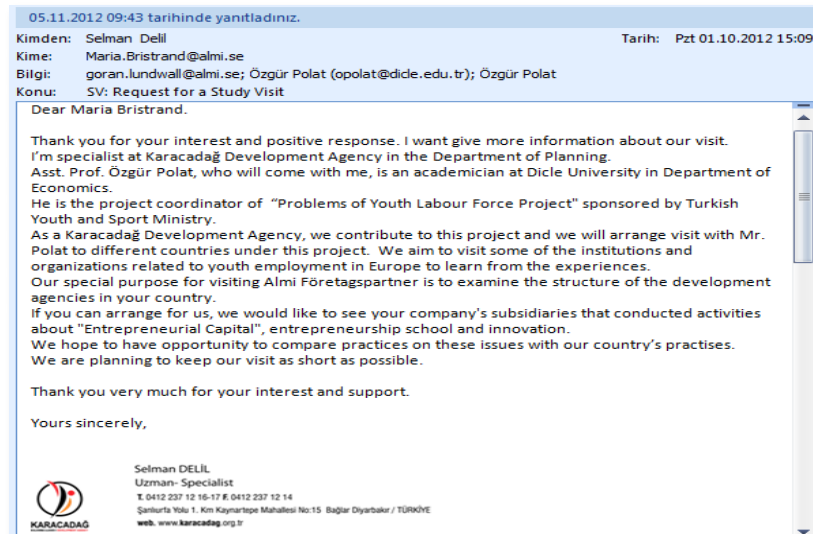 05.11.2012 09:43 tarihinde yanıtladınız.
Kimden: Selman Delil Tarih: Pzt 01.10.2012 15:09
Kime: Maria.Bristrand@almi.se
Bilgi: goran.lundwall@almi.se; Özgür Polat (opolat@dicle.edu.tr); Özgür Polat
Konu: SV: Request for a Study Visit
Dear Maria Bristrand.
Thank you for your interest and positive response. I want give more information about our visit.
I'm specialist at Karacadağ Development Agency in the Department of Planning.
Asst. Prof. Özgür Polat, who will come with me, is an academician at Dicle University in Department of
Economics.
He is the project coordinator of "Problems of Youth Labour Force Project" sponsored by Turkish
Youth and Sport Ministry.
As a Karacadağ Development Agency, we contribute to this project and we will arrange visit with Mr.
Polat to different countries under this project. We aim to visit some of the institutions and
organizations related to youth employment in Europe to learn from the experiences.
Our special purpose for visiting Almi Företagspartner is to examine the structure of the development
agencies in your country.
If you can arrange for us, we would like to see your company's subsidiaries that conducted activities
about "Entrepreneurial Capital", entrepreneurship school and innovation.
We hope to have opportunity to compare practices on these issues with our country's practises.
We are planning to keep our visit as short as possible.
Thank you very much for your interest and support.
Yours sincerely,
Selman DELİL
Uzman- Specialist
T. 0412 237 12 16-17 F. 0412 237 12 14
Şanlıurfa Yolu 1. Km Kaynartepe Mahallesi No:15 Bağlar Diyarbakır / TÜRKİYE
web. www.karacadag.org.tr
KARACADAĞ